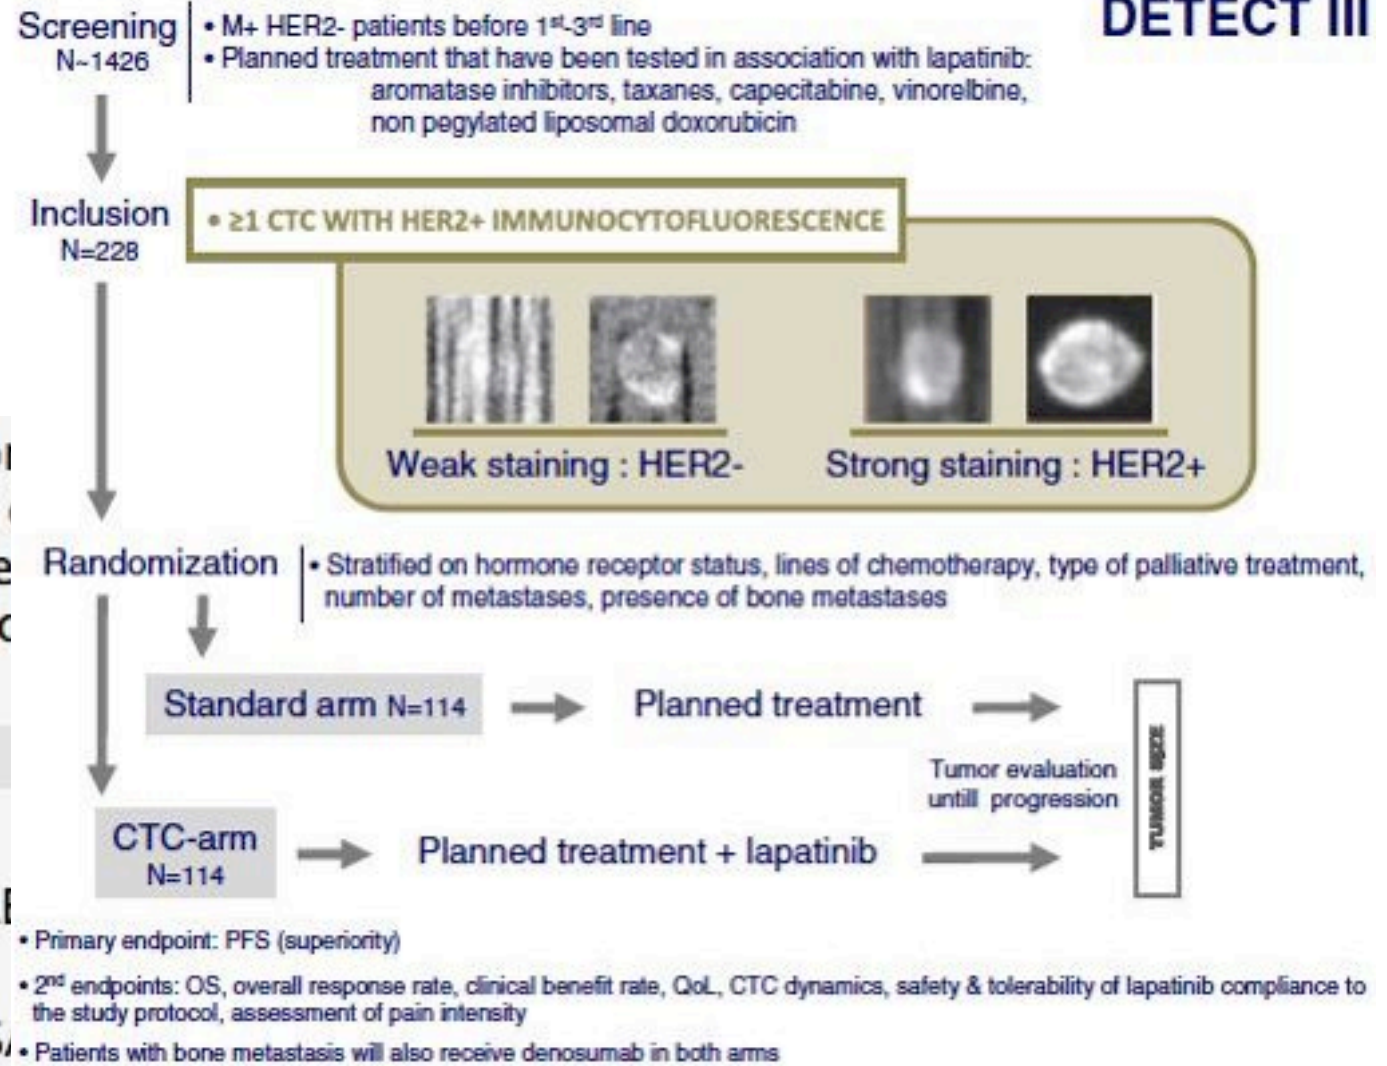 DETECT III
Screening
N~1426
• M+ HER2- patients before 1st-3rd line
• Planned treatment that have been tested in association with lapatinib:
aromatase inhibitors, taxanes, capecitabine, vinorelbine,
non pegylated liposomal doxorubicin
Inclusion
N=228
• ≥1 CTC WITH HER2+ IMMUNOCYTOFLUORESCENCE
Weak staining : HER2-
Strong staining : HER2+
Randomization
• Stratified on hormone receptor status, lines of chemotherapy, type of palliative treatment,
number of metastases, presence of bone metastases
Standard arm N=114
Planned treatment
Tumor evaluation
untill progression
TUMOR SIZE
CTC-arm
N=114
Planned treatment + lapatinib
• Primary endpoint: PFS (superiority)
• 2nd endpoints: OS, overall response rate, clinical benefit rate, QoL, CTC dynamics, safety & tolerability of lapatinib compliance to
the study protocol, assessment of pain intensity
• Patients with bone metastasis will also receive denosumab in both arms